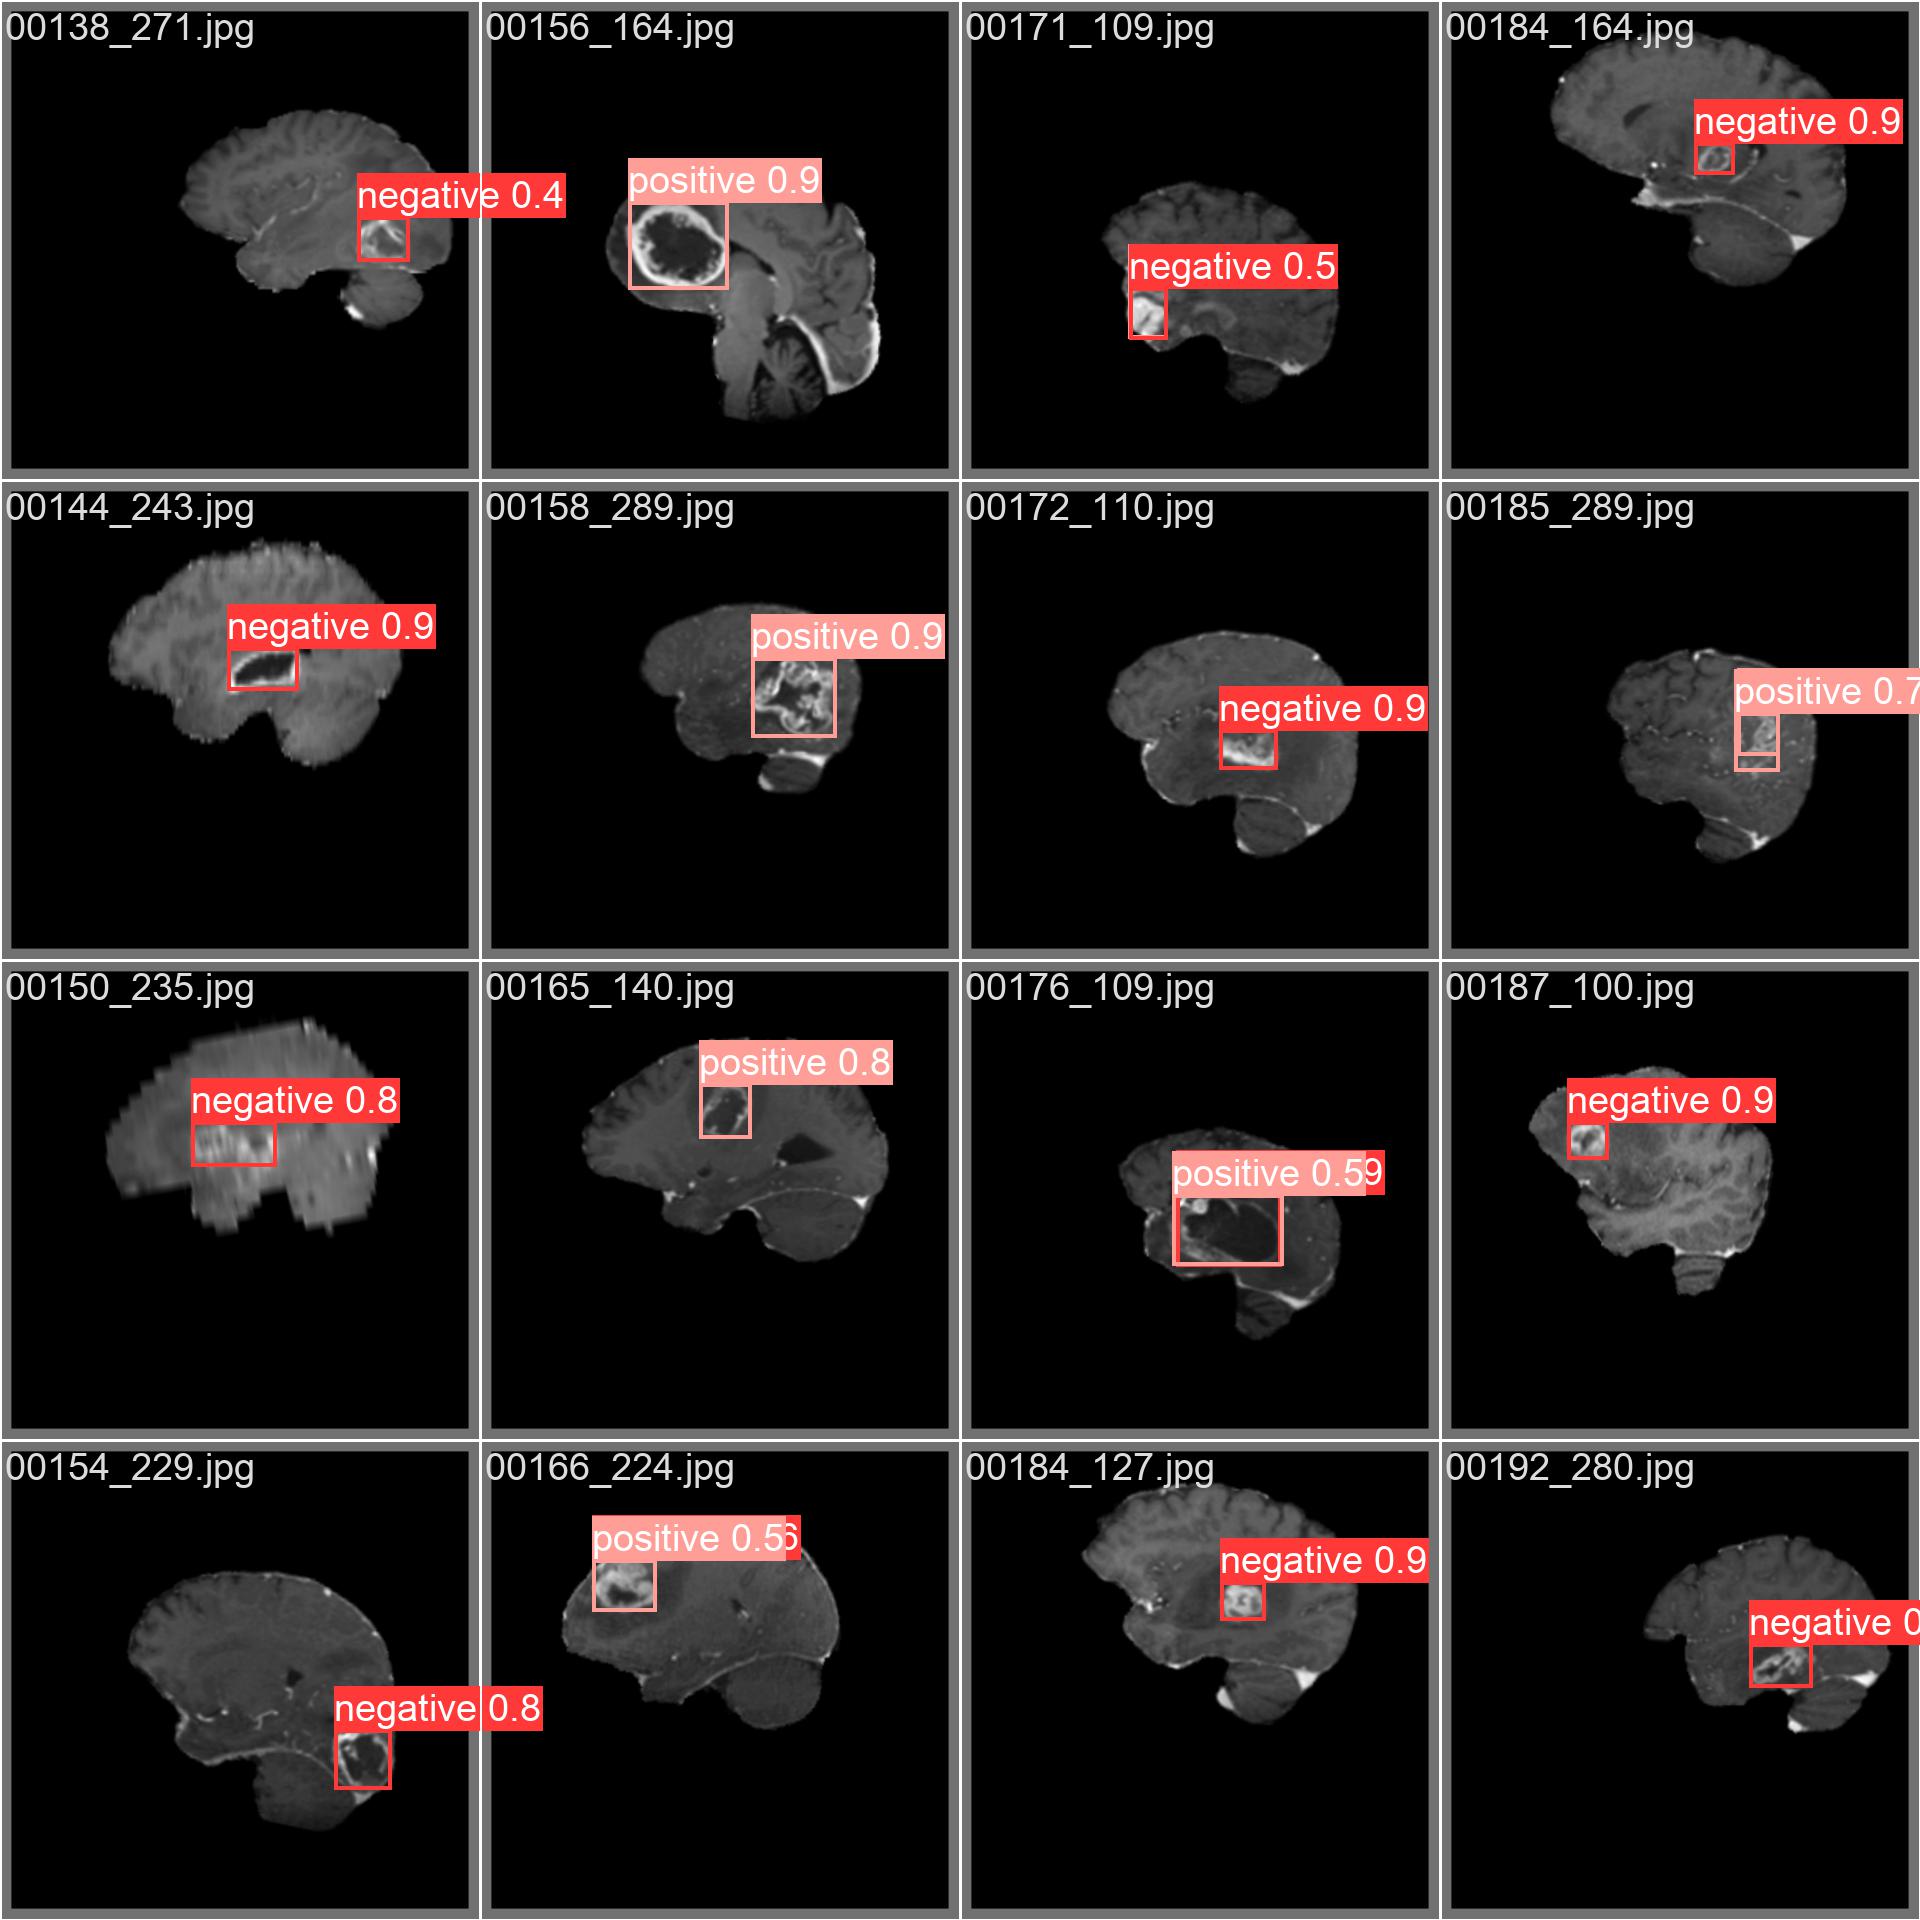 00138_271.jpg
negative 0.4
00156_164.jpg
positive 0.9
00171_109.jpg
negative 0.5
00184_164.jpg
negative 0.9
00144_243.jpg
negative 0.9
00158_289.jpg
positive 0.9
00172_110.jpg
negative 0.9
00185_289.jpg
positive 0.7
00150_235.jpg
negative 0.8
00165_140.jpg
positive 0.8
00176_109.jpg
positive 0.59
00187_100.jpg
negative 0.9
00154_229.jpg
negative 0.8
00166_224.jpg
positive 0.56
00184_127.jpg
negative 0.9
00192_280.jpg
negative 0